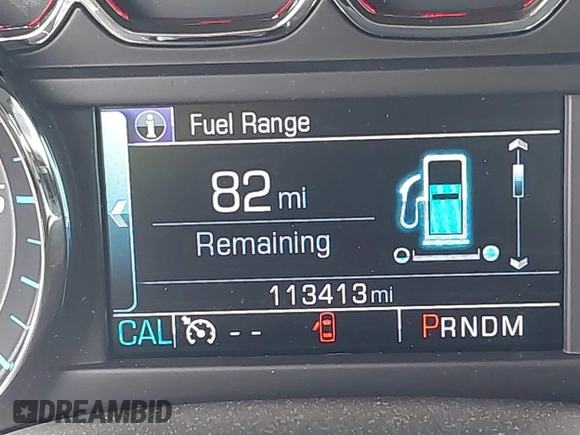 Fuel Range
82 mi
Remaining
113413 mi
CAL -- PRNDM
DREAMBID